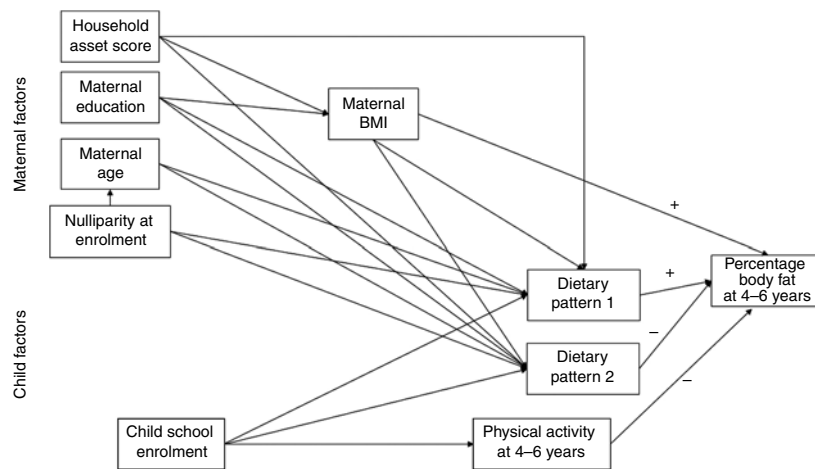 Maternal factors
Child factors
Household
asset score
Maternal
education
Maternal
age
Nulliparity at
enrolment
Maternal
BMI
+
Dietary
pattern 1
+
Percentage
body fat
at 4–6 years
Dietary
pattern 2
−
−
Child school
enrolment
Physical activity
at 4–6 years